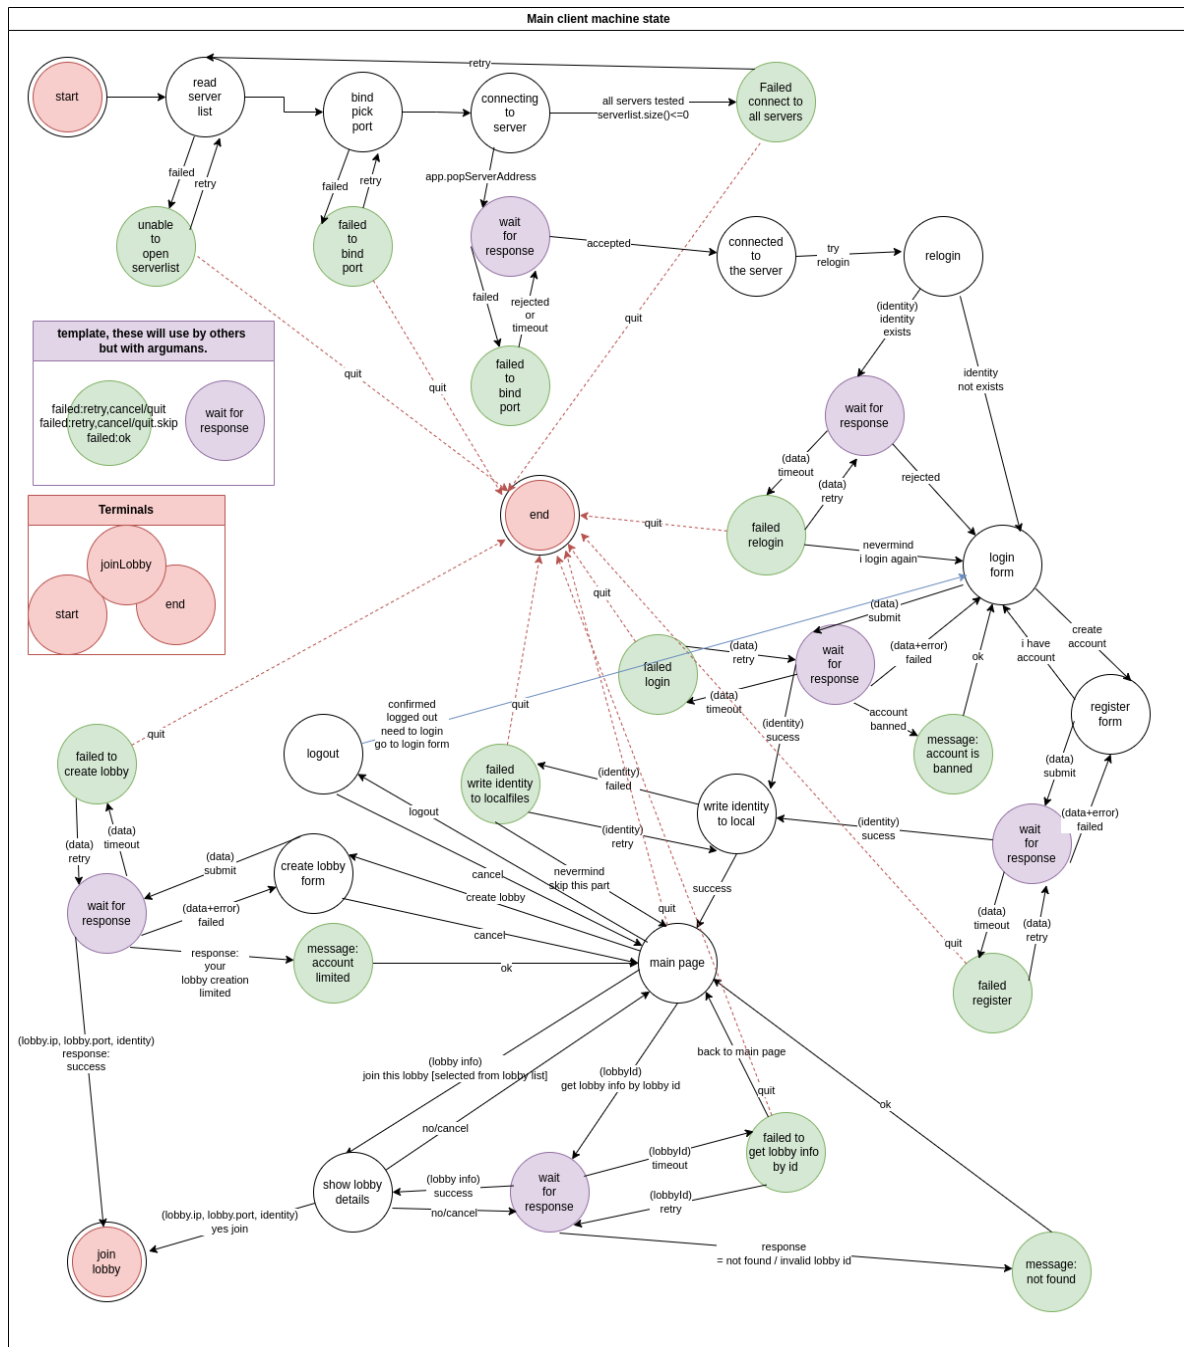 Main client machine state
start
read
server
list
bind
pick
port
connecting
to
server
retry
all servers tested
serverlist.size()<=0
Failed
connect to
all servers
failed
retry
failed
retry
app.popServerAddress
unable
to
open
serverlist
failed
to
bind
port
wait
for
response
accepted
connected
to
the server
try
relogin
relogin
failed
rejected
or
timeout
failed
to
bind
port
quit
quit
quit
(identity)
identity
exists
identity
not exists
template, these will use by others
but with argumans.
failed:retry,cancel/quit
failed:retry,cancel/quit.skip
failed:ok
wait for
response
wait for
response
(data)
timeout
(data)
retry
rejected
Terminals
joinLobby
start
end
end
quit
failed
relogin
nevermind
i login again
login
form
quit
(data)
submit
create
account
i have
account
(data+error)
failed
ok
failed
login
(data)
retry
(data)
timeout
wait
for
response
account
banned
message:
account is
banned
register
form
(data)
submit
(data+error)
failed
confirmed
logged out
need to login
go to login form
quit
(identity)
sucess
quit
failed to
create lobby
logout
failed
write identity
to localfiles
(identity)
failed
(identity)
retry
write identity
to local
(identity)
sucess
wait
for
response
logout
(data)
retry
(data)
timeout
(data)
submit
create lobby
form
cancel
nevermind
skip this part
create lobby
success
wait for
response
(data+error)
failed
cancel
quit
(data)
timeout
(data)
retry
quit
response:
your
lobby creation
limited
message:
account
limited
ok
main page
failed
register
(lobby.ip, lobby.port, identity)
response:
success
(lobby info)
join this lobby [selected from lobby list]
(lobbyId)
get lobby info by lobby id
back to main page
quit
ok
no/cancel
(lobbyId)
timeout
failed to
get lobby info
by id
show lobby
details
(lobby info)
success
no/cancel
wait
for
response
(lobbyId)
retry
(lobby.ip, lobby.port, identity)
yes join
join
lobby
response
= not found / invalid lobby id
message:
not found